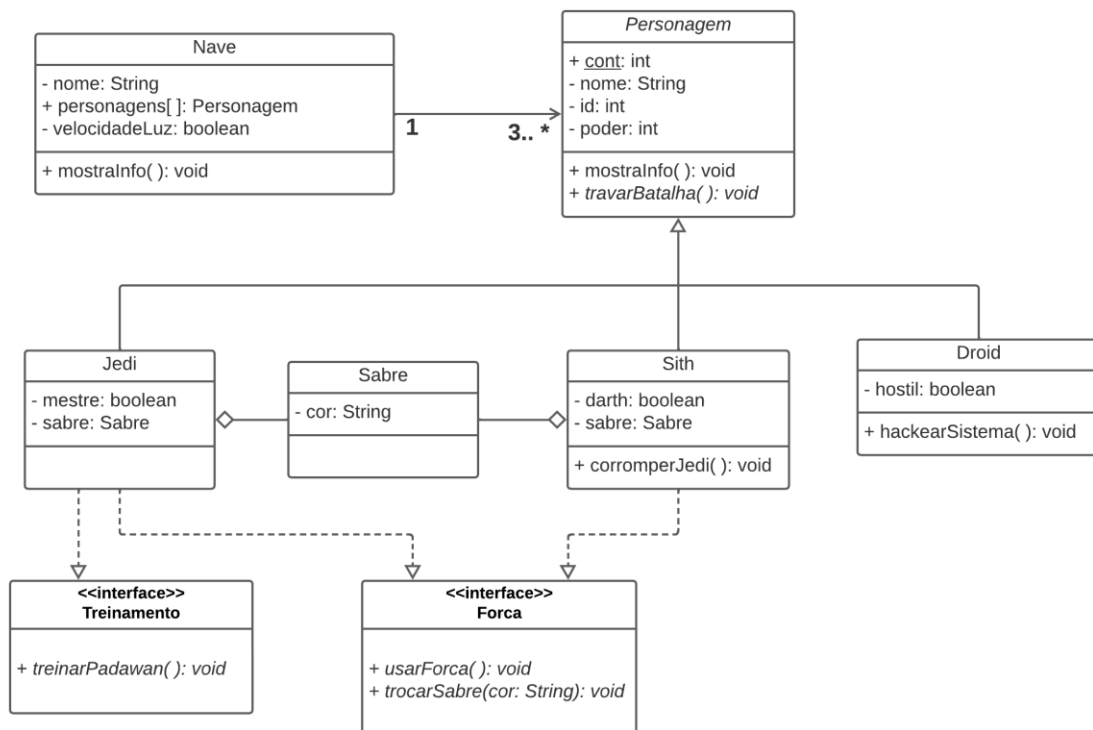 Nave
- nome: String
+ personagens[ ]: Personagem
- velocidadeLuz: boolean
+ mostraInfo( ): void
1
3.. *
Personagem
+ cont: int
- nome: String
- id: int
- poder: int
+ mostraInfo( ): void
+ travarBatalha( ): void
Jedi
- mestre: boolean
- sabre: Sabre
Sabre
- cor: String
Sith
- darth: boolean
- sabre: Sabre
+ corromperJedi( ): void
Droid
- hostil: boolean
+ hackearSistema( ): void
<<interface>>
Treinamento
+ treinarPadawan( ): void
<<interface>>
Forca
+ usarForca( ): void
+ trocarSabre(cor: String): void